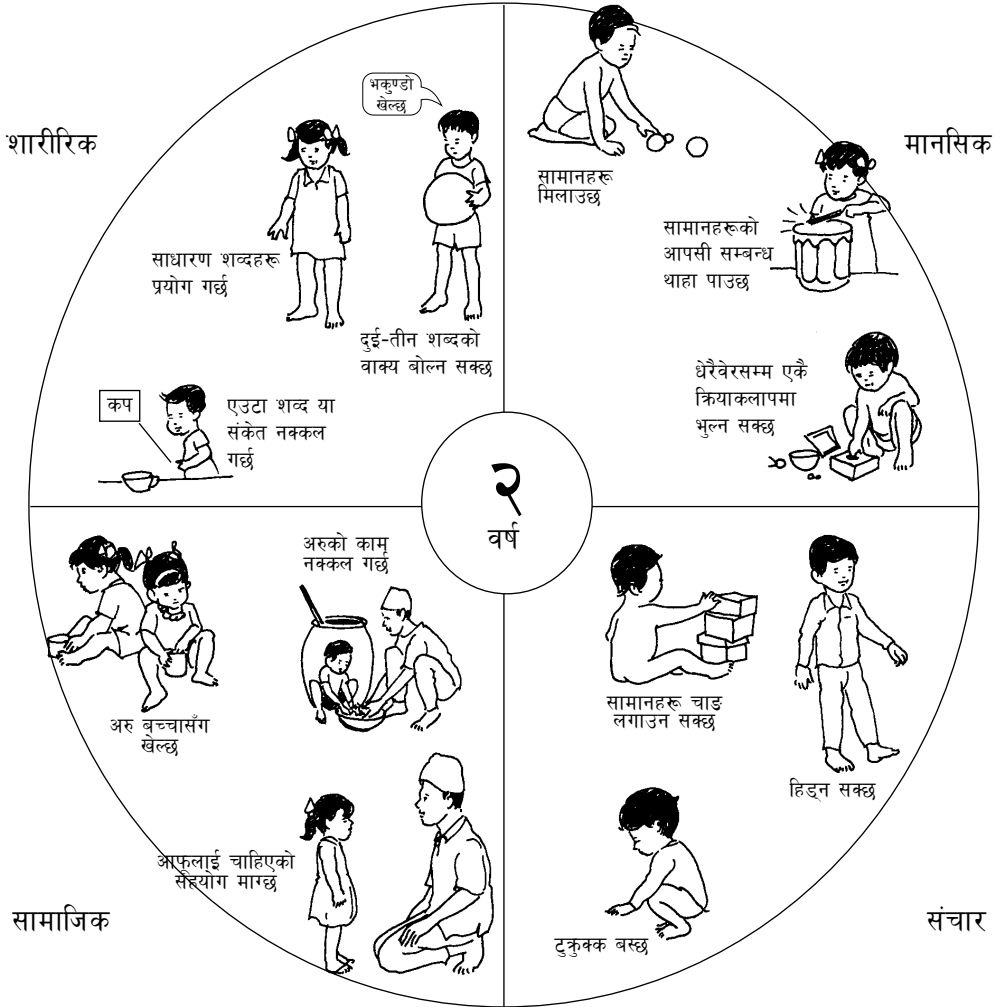 शारीरिक
भकुण्डो
खेल्छ
साधारण शव्दहरू
प्रयोग गर्छ
दुई-तीन शब्दको
वाक्य बोल्न सक्छ
कप
एउटा शव्द या
संकेत नक्कल
गर्छ
मानसिक
सामानहरू
मिलाउछ
सामानहरूको
आपसी सम्बन्ध
थाहा पाउछ
धेरैवेरसम्म एकै
क्रियाकलापमा
भुल्न सक्छ
२
वर्ष
अरुको काम
नक्कल गर्छ
अरु बच्चासँग
खेल्छ
आफूलाई चाहिएको
सहयोग माग्छ
सामाजिक
सामानहरू चाङ
लगाउन सक्छ
हिड्न सक्छ
टुक्रुक्क बस्छ
संचार